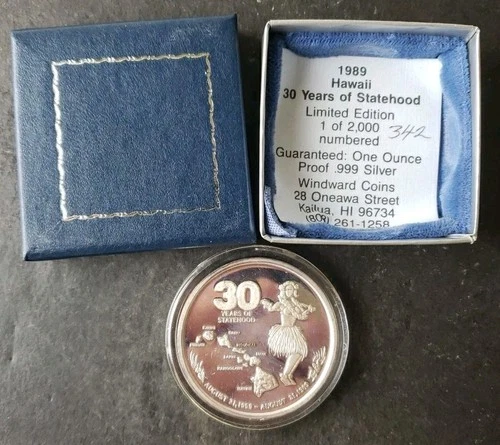 1989
Hawaii
30 Years of Statehood
Limited Edition
1 of 2,000 342
numbered
Guaranteed: One Ounce
Proof .999 Silver
Windward Coins
28 Oneawa Street
Kailua, HI 96734
(808) 261-1258
30
YEARS OF
STATEHOOD